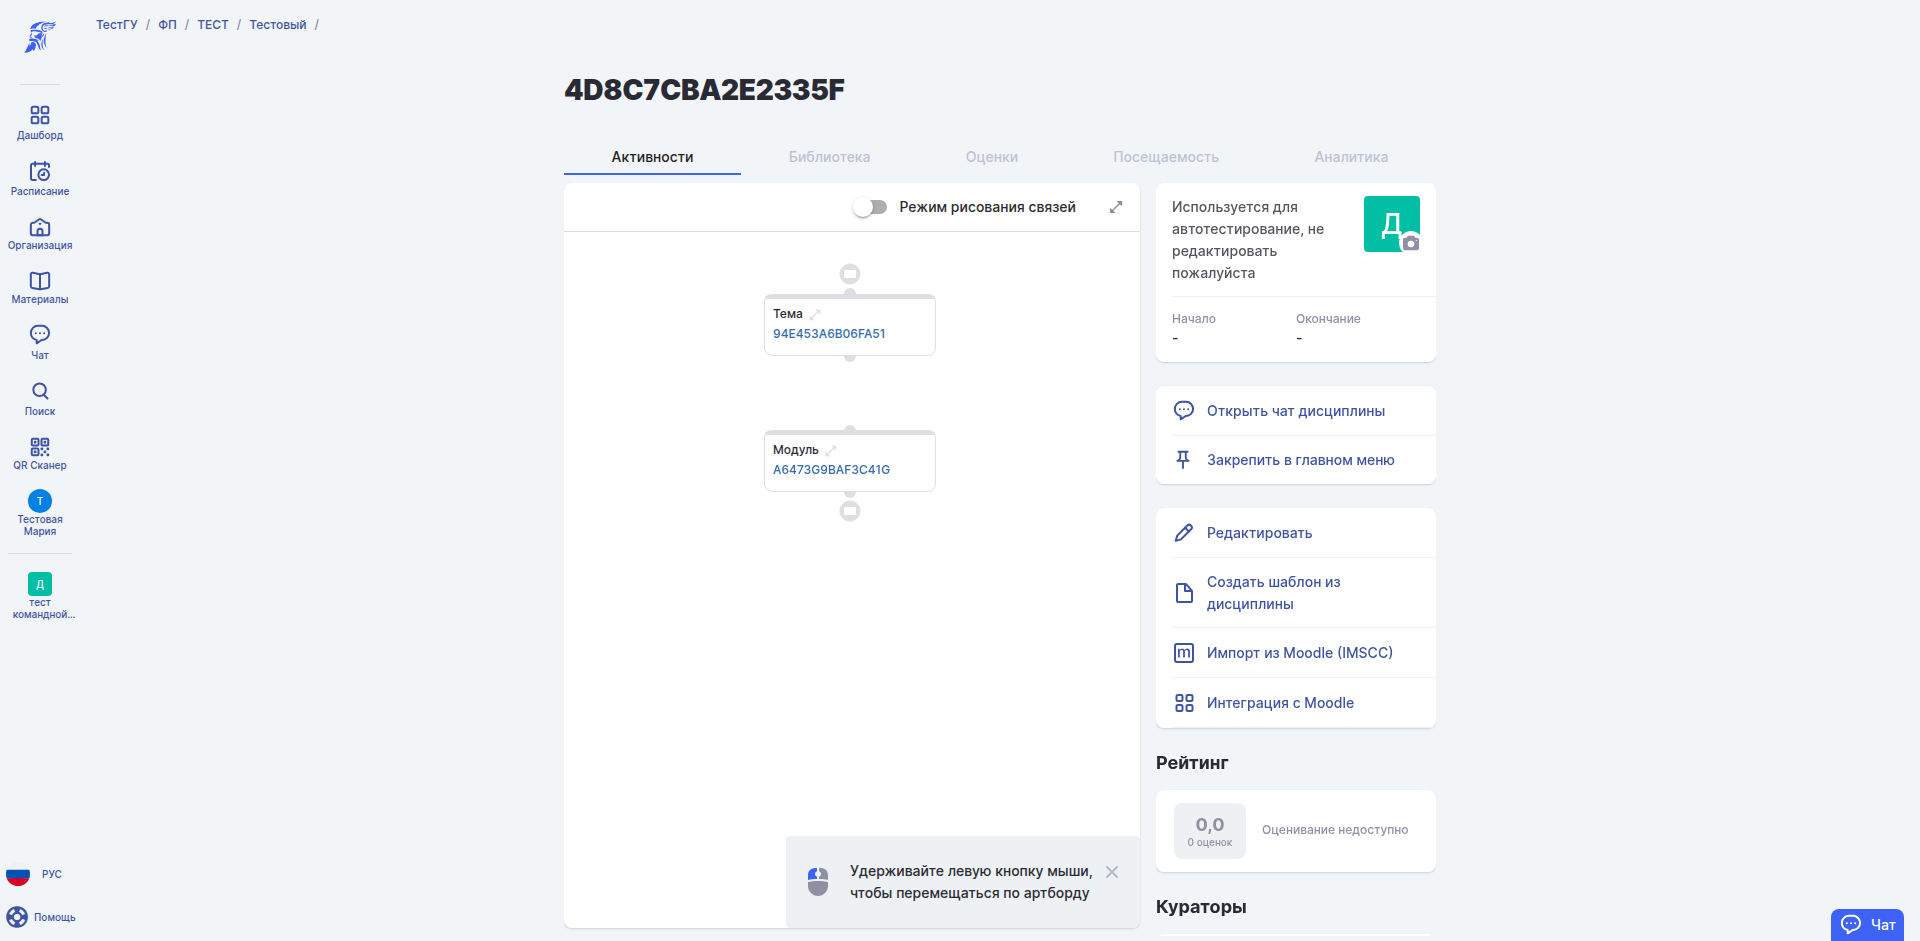 ТестГУ / ФП / ТЕСТ / Тестовый /
Дашборд
Расписание
Организация
Материалы
Чат
Поиск
QR Сканер
Т
Тестовая
Мария
Д
тест
командной...
РУС
Помощь
4D8C7CBA2E2335F
Активности
Библиотека
Оценки
Посещаемость
Аналитика
Режим рисования связей
Тема
94E453A6B06FA51
Модуль
A6473G9BAF3C41G
Удерживайте левую кнопку мыши,
чтобы перемещаться по артборду
Используется для
автотестирование, не
редактировать
пожалуйста
Д
Начало
Окончание
-
-
Открыть чат дисциплины
Закрепить в главном меню
Редактировать
Создать шаблон из
дисциплины
m Импорт из Moodle (IMSCC)
Интеграция с Moodle
Рейтинг
0,0
0 оценок
Оценивание недоступно
Кураторы
Чат